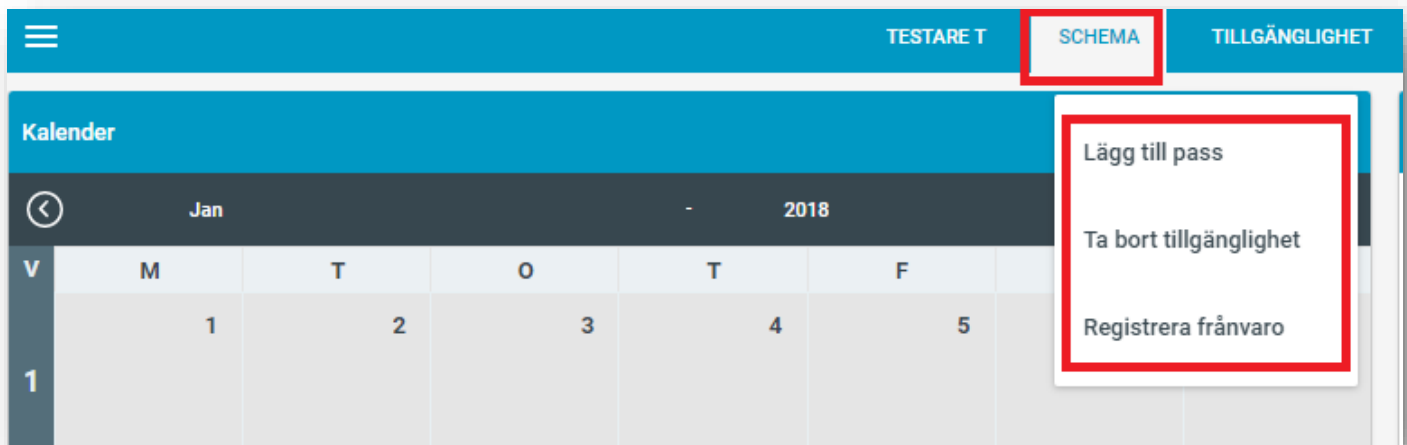 TESTARE T SCHEMA TILLGÄNGLIGHET
Kalender
Lägg till pass
Jan - 2018
Ta bort tillgänglighet
V M T O T F
1 2 3 4 5
Registrera frånvaro
1